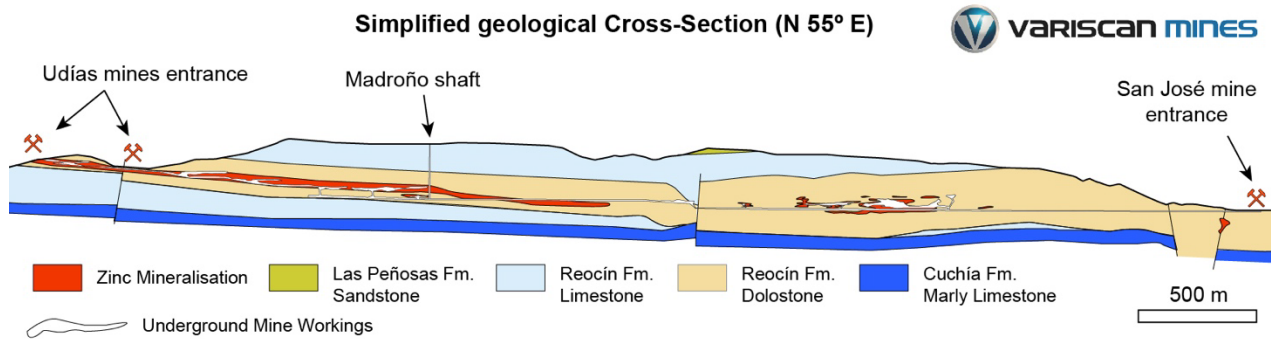 Simplified geological Cross-Section (N 55º E)
VARISCAN MINES
Udías mines entrance
Madroño shaft
San José mine
entrance
Zinc Mineralisation
Las Peñosas Fm.
Sandstone
Reocín Fm.
Limestone
Reocín Fm.
Dolostone
Cuchía Fm.
Marly Limestone
500 m
Underground Mine Workings